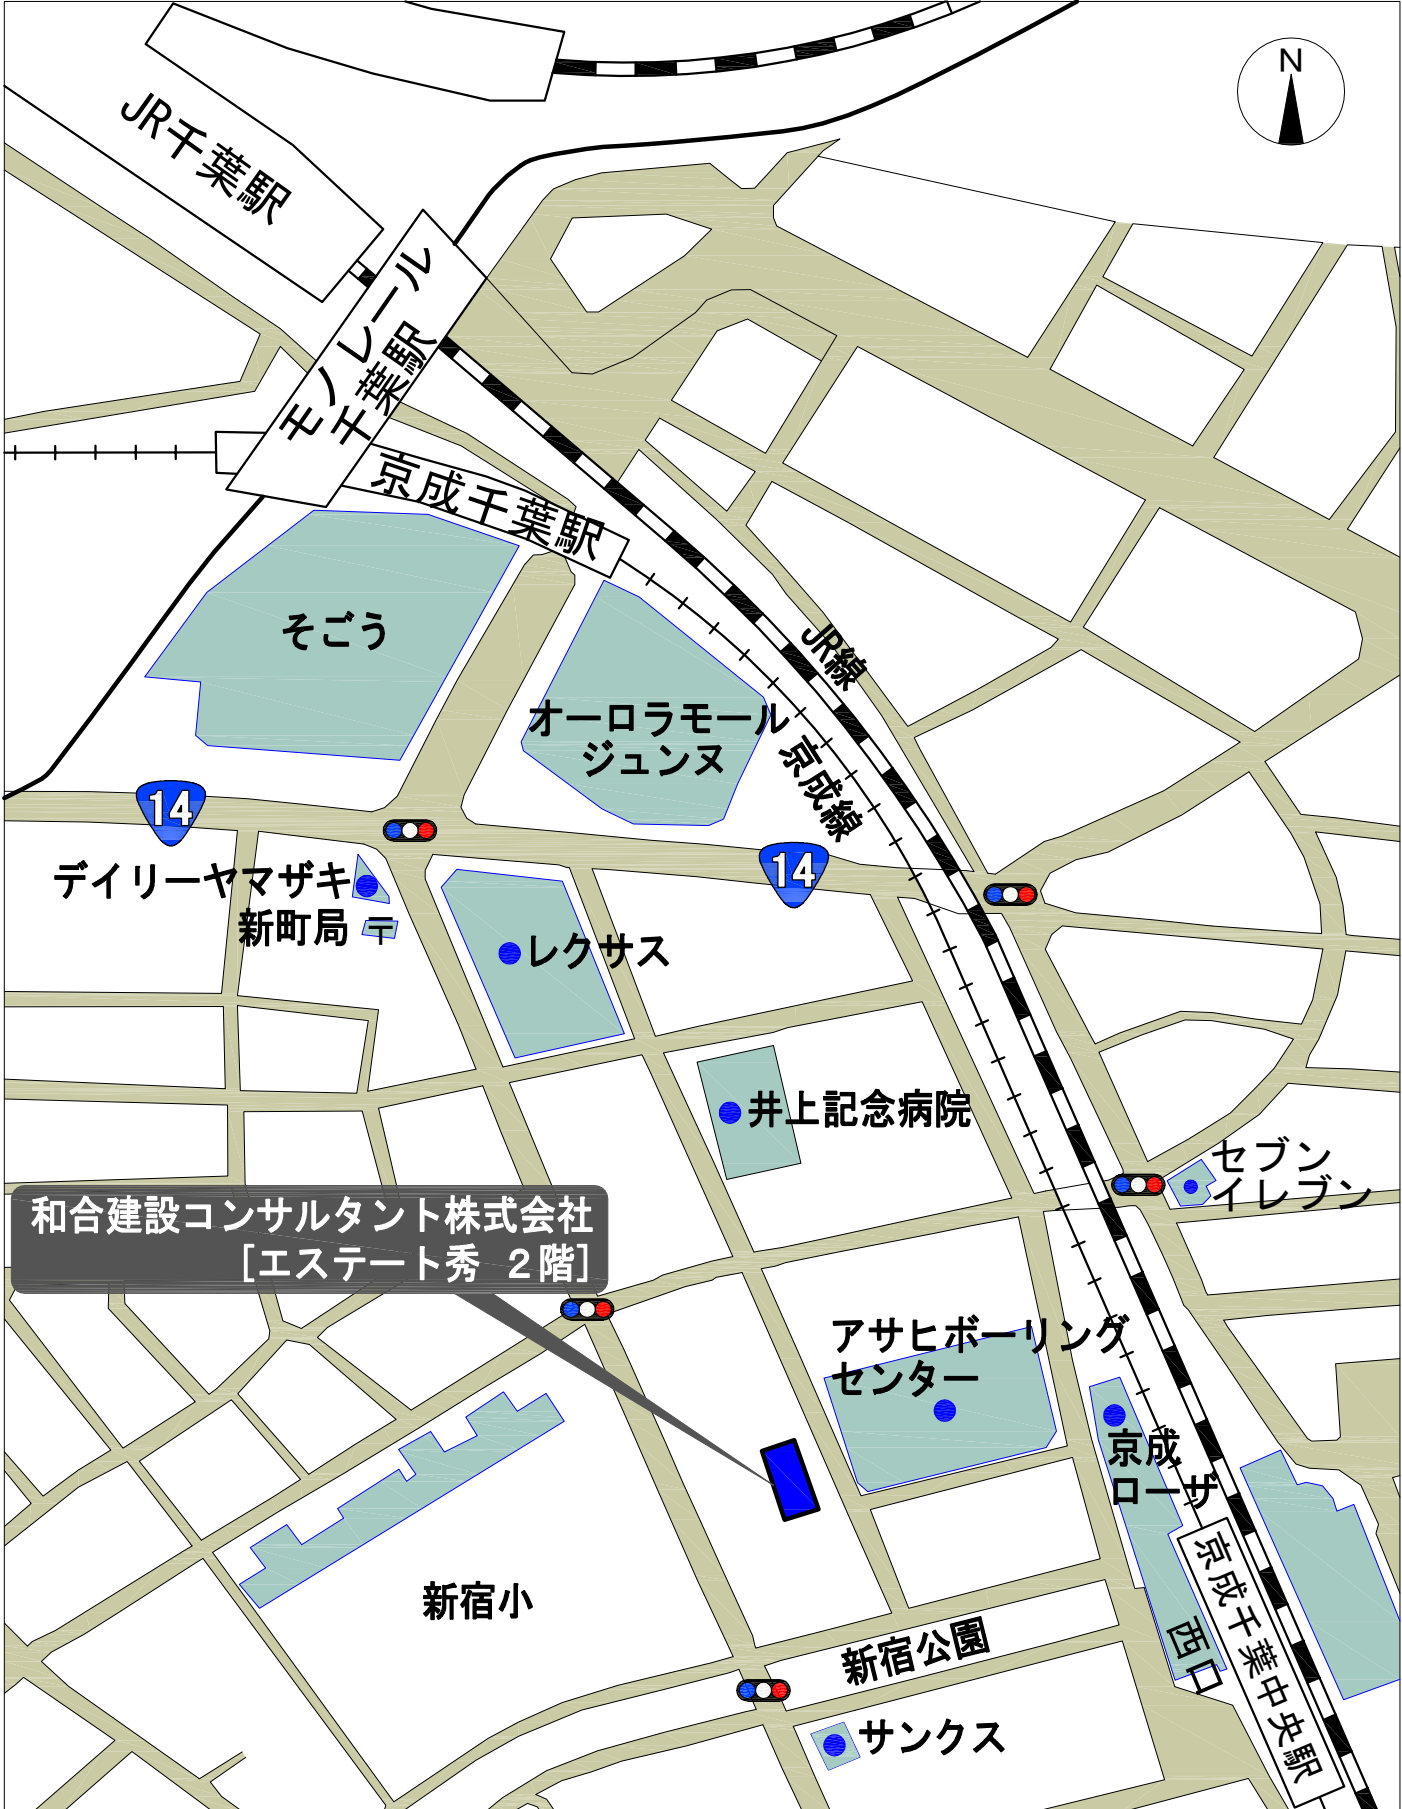 N
JR千葉駅
モノレール
千葉駅
京成千葉駅
そごう
JR線
オーロラモール
ジュンヌ
京成線
14
14
デイリーヤマザキ
新町局 〒
レクサス
井上記念病院
セブン
イレブン
和合建設コンサルタント株式会社
[エステート秀 2階]
アサヒボーリング
センター
京成
ローザ
京成千葉中央駅
西口
新宿小
新宿公園
サンクス